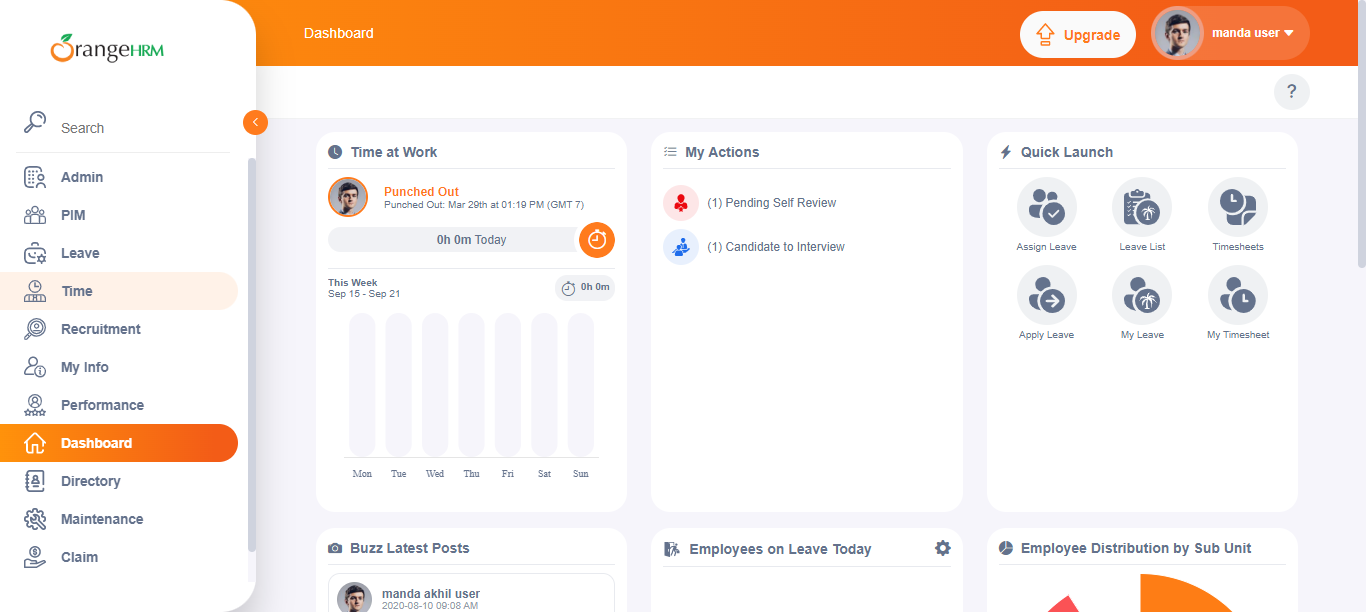 OrangeHRM
Dashboard
Upgrade
manda user
?
Search
Admin
PIM
Leave
Time
Recruitment
My Info
Performance
Dashboard
Directory
Maintenance
Claim
Time at Work
Punched Out
Punched Out: Mar 29th at 01:19 PM (GMT 7)
0h 0m Today
This Week
Sep 15 - Sep 21
0h 0m
Mon Tue Wed Thu Fri Sat Sun
My Actions
(1) Pending Self Review
(1) Candidate to Interview
Quick Launch
Assign Leave Leave List Timesheets
Apply Leave My Leave My Timesheet
Buzz Latest Posts
manda akhil user
2020-08-10 09:08 AM
Employees on Leave Today
Employee Distribution by Sub Unit